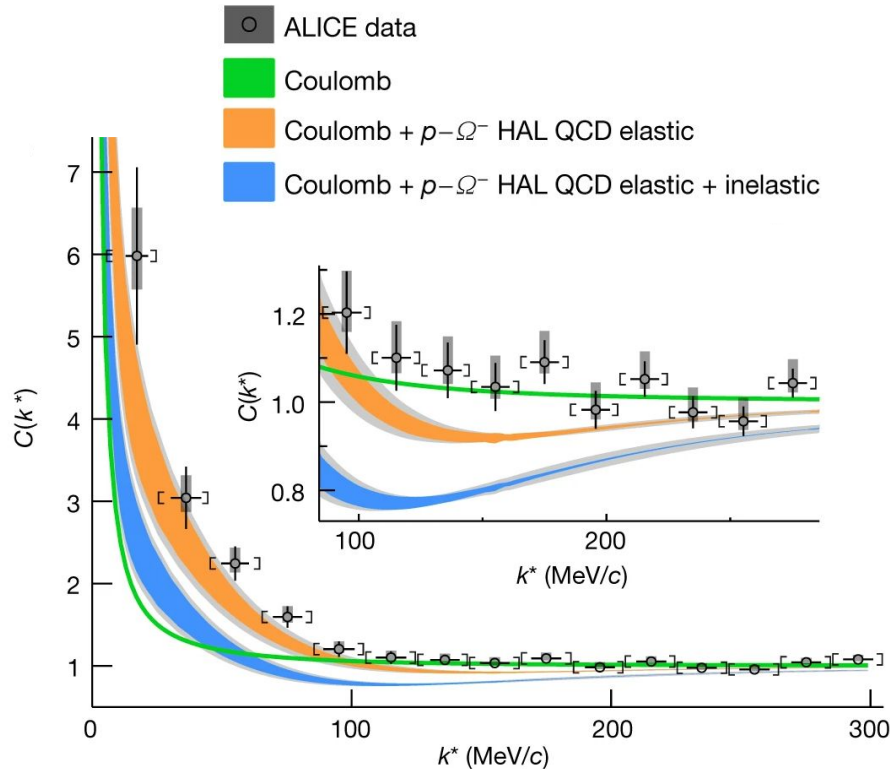 ALICE data
Coulomb
Coulomb + p–Ω⁻ HAL QCD elastic
Coulomb + p–Ω⁻ HAL QCD elastic + inelastic
7
6
5
4
3
2
1
C(k*)
0
100
200
300
k* (MeV/c)
1.2
1.0
0.8
C(k*)
100
200
k* (MeV/c)